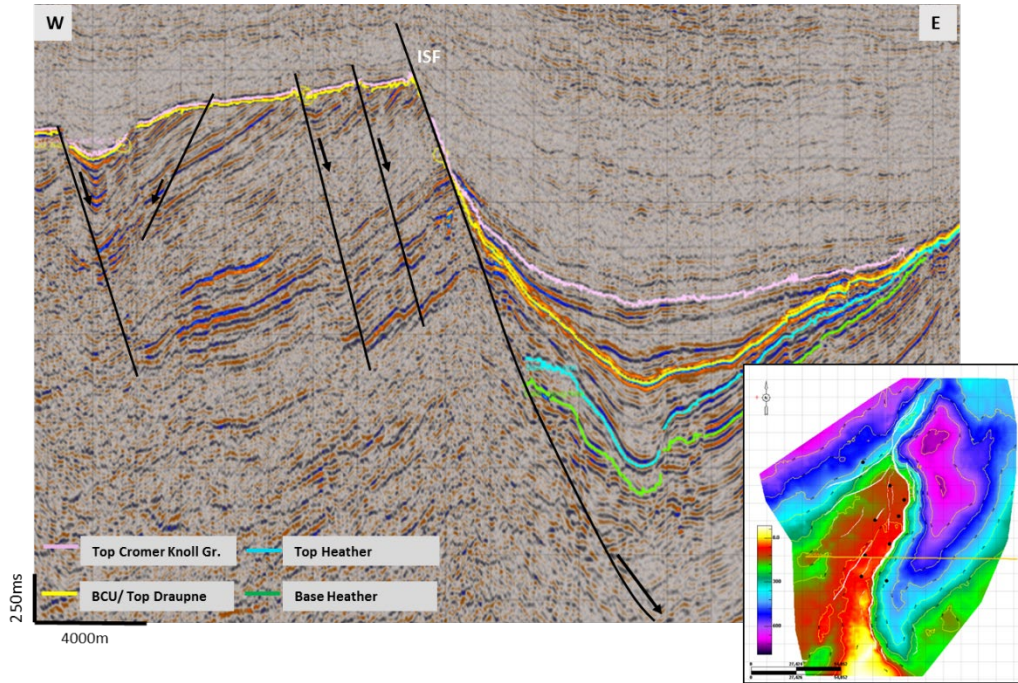 W
E
ISF
Top Cromer Knoll Gr.
Top Heather
BCU/ Top Draupne
Base Heather
250ms
4000m
N